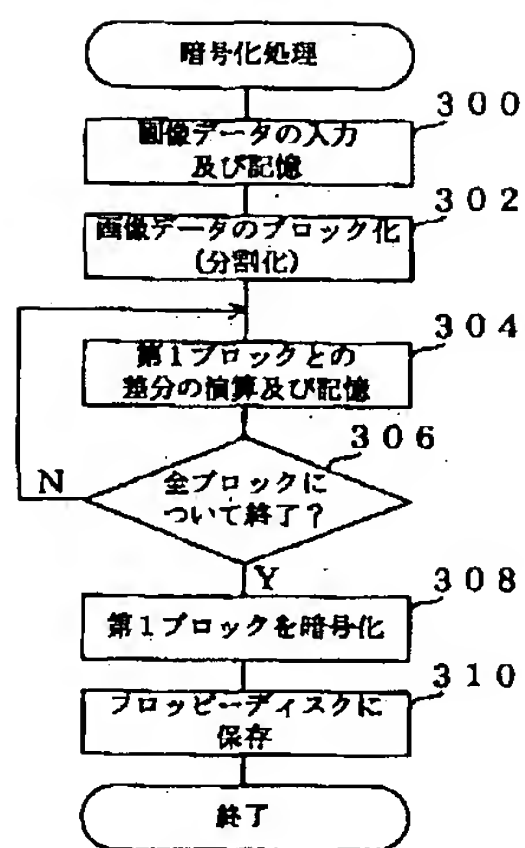 暗号化処理
300
画像データの入力
及び記憶
302
画像データのブロック化
(分割化)
304
第1ブロックとの
差分の演算及び記憶
306
全ブロックに
ついて終了?
N
Y
308
第1ブロックを暗号化
310
フロッピーディスクに
保存
終了